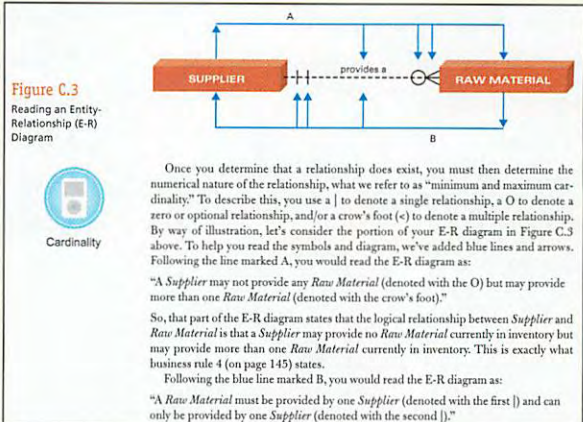 A
SUPPLIER
provides a
RAW MATERIAL
B
Figure C.3
Reading an Entity-
Relationship (E-R)
Diagram
Cardinality
Once you determine that a relationship does exist, you must then determine the
numerical nature of the relationship, what we refer to as "minimum and maximum car-
dinality." To describe this, you use a | to denote a single relationship, a O to denote a
zero or optional relationship, and/or a crow's foot (<) to denote a multiple relationship.
By way of illustration, let's consider the portion of your E-R diagram in Figure C.3
above. To help you read the symbols and diagram, we've added blue lines and arrows.
Following the line marked A, you would read the E-R diagram as:
"A Supplier may not provide any Raw Material (denoted with the O) but may provide
more than one Raw Material (denoted with the crow's foot)."
So, that part of the E-R diagram states that the logical relationship between Supplier and
Raw Material is that a Supplier may provide no Raw Material currently in inventory but
may provide more than one Raw Material currently in inventory. This is exactly what
business rule 4 (on page 145) states.
Following the blue line marked B, you would read the E-R diagram as:
"A Raw Material must be provided by one Supplier (denoted with the first |) and can
only be provided by one Supplier (denoted with the second |)."